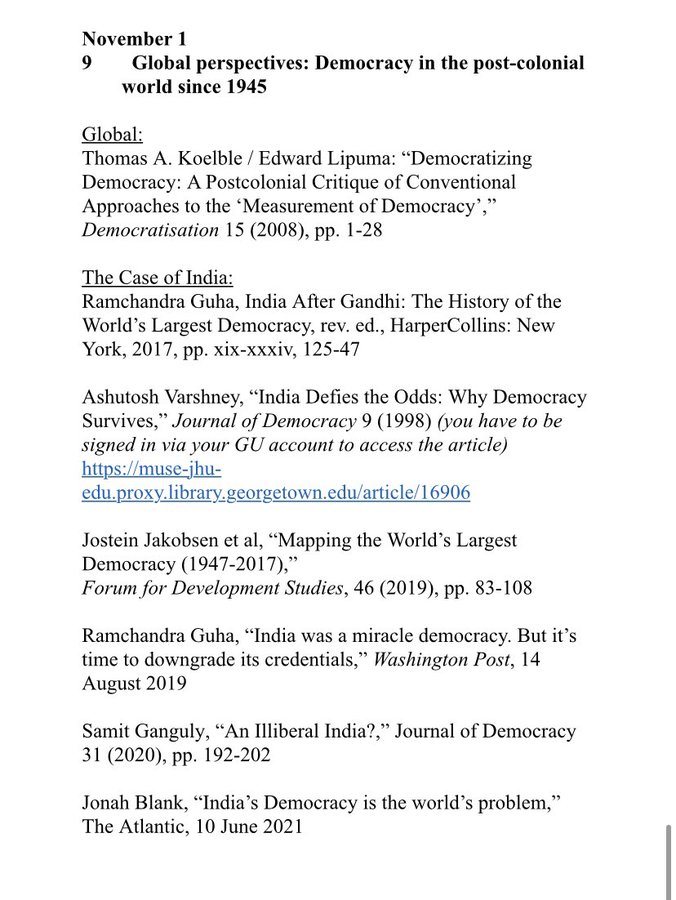 November 1
9 Global perspectives: Democracy in the post-colonial
world since 1945
Global:
Thomas A. Koelble / Edward Lipuma: “Democratizing
Democracy: A Postcolonial Critique of Conventional
Approaches to the ‘Measurement of Democracy’,”
Democratisation 15 (2008), pp. 1-28
The Case of India:
Ramchandra Guha, India After Gandhi: The History of the
World’s Largest Democracy, rev. ed., HarperCollins: New
York, 2017, pp. xix-xxxiv, 125-47
Ashutosh Varshney, “India Defies the Odds: Why Democracy
Survives,” Journal of Democracy 9 (1998) (you have to be
signed in via your GU account to access the article)
https://muse-jhu-
edu.proxy.library.georgetown.edu/article/16906
Jostein Jakobsen et al, “Mapping the World’s Largest
Democracy (1947-2017),”
Forum for Development Studies, 46 (2019), pp. 83-108
Ramchandra Guha, “India was a miracle democracy. But it’s
time to downgrade its credentials,” Washington Post, 14
August 2019
Samit Ganguly, “An Illiberal India?,” Journal of Democracy
31 (2020), pp. 192-202
Jonah Blank, “India’s Democracy is the world’s problem,”
The Atlantic, 10 June 2021